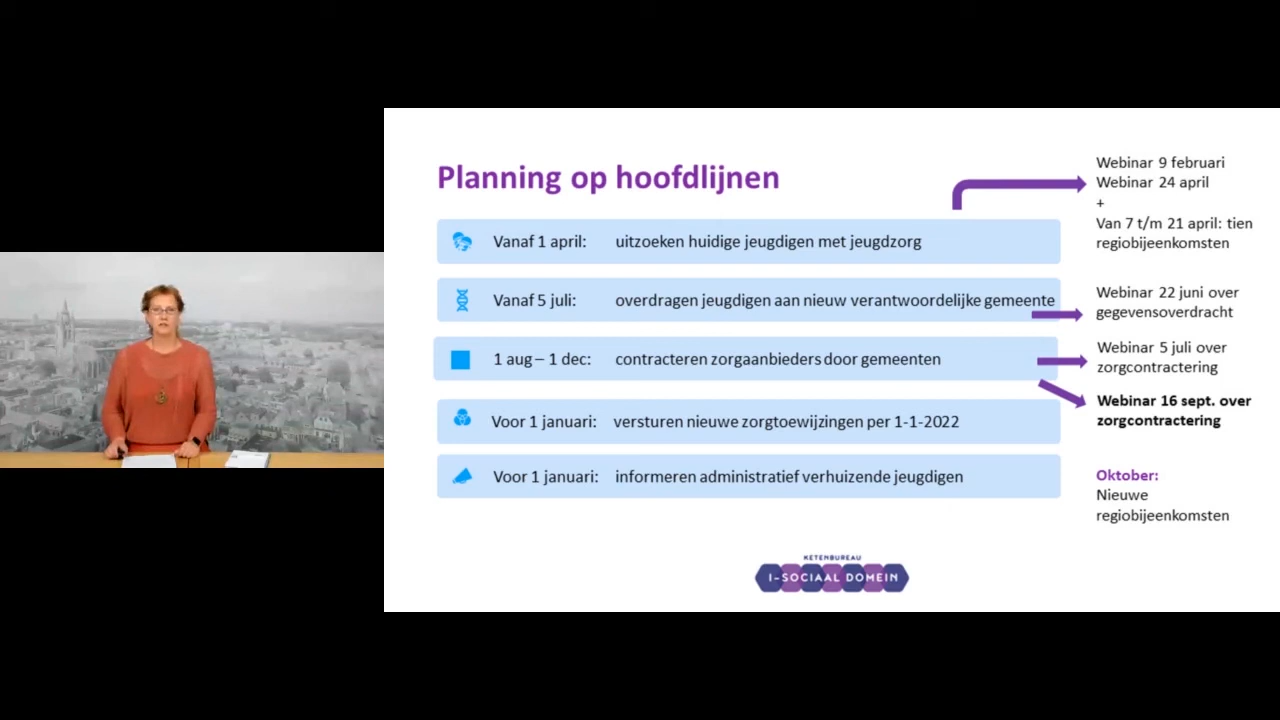 Planning op hoofdlijnen
Vanaf 1 april: uitzoeken huidige jeugdigen met jeugdzorg
Vanaf 5 juli: overdragen jeugdigen aan nieuw verantwoordelijke gemeente
1 aug – 1 dec: contracteren zorgaanbieders door gemeenten
Voor 1 januari: versturen nieuwe zorgtoewijzingen per 1-1-2022
Voor 1 januari: informeren administratief verhuizende jeugdigen
Webinar 9 februari
Webinar 24 april
+
Van 7 t/m 21 april: tien
regiobijeenkomsten
Webinar 22 juni over
gegevensoverdracht
Webinar 5 juli over
zorgcontractering
Webinar 16 sept. over
zorgcontractering
Oktober:
Nieuwe
regiobijeenkomsten
KETENBUREAU
I-SOCIAAL DOMEIN